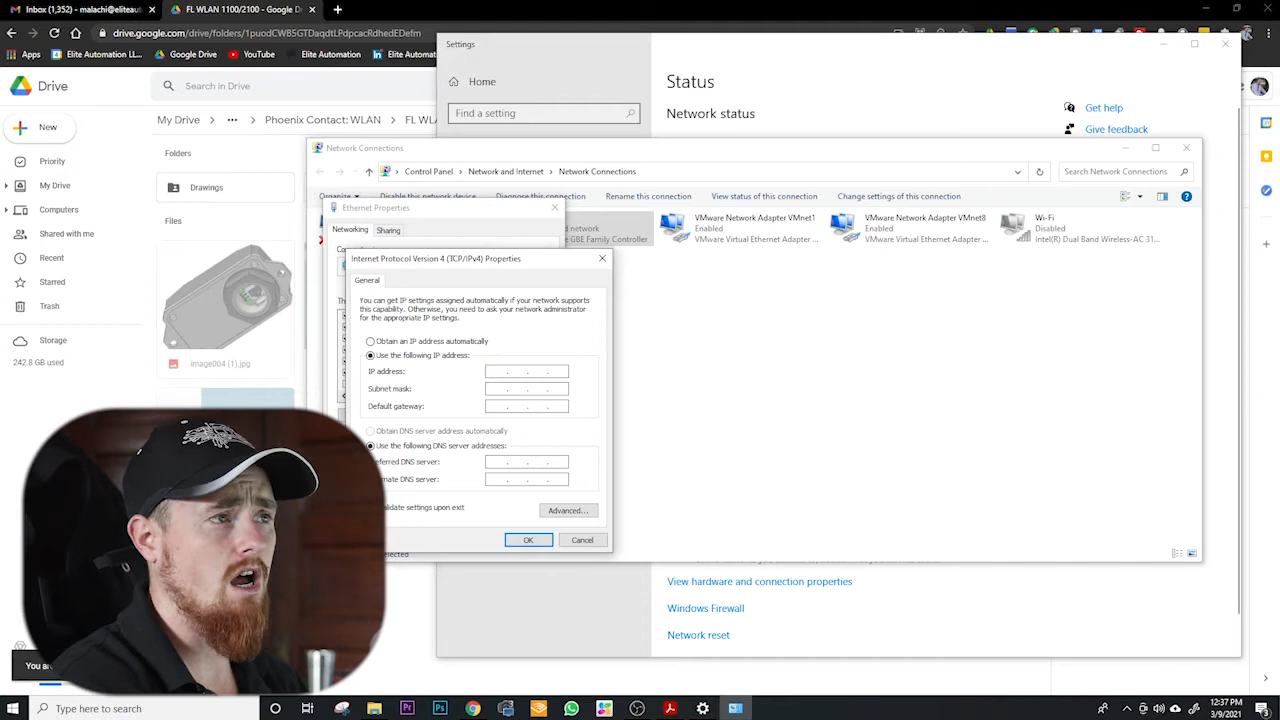 Inbox (1,352) - malachi@eliteaut
FL WLAN 1100/2100 - Google D
drive.google.com/drive/folders/1puodCWB5GTDaqdtLPdpcacRdhedEDefm
Apps
Elite Automation LL...
Google Drive
YouTube
Elite Automatio
in Elite
Drive
Search in Drive
New
My Drive
...
Phoenix Contact: WLAN
FL WL
Priority
My Drive
Computers
Shared with me
Recent
Starred
Trash
Storage
242.8 GB used
Folders
Drawings
Files
image004 (1).jpg
You are
Settings
Home
Find a setting
Status
Network status
Get help
Give feedback
View hardware and connection properties
Windows Firewall
Network reset
Network Connections
Control Panel
Network and Internet
Network Connections
Search Network Connections
Organize
Disable this network device
Diagnose this connection
Rename this connection
View status of this connection
Change settings of this connection
network
GBE Family Controller
VMware Network Adapter VMnet1
Enabled
VMware Virtual Ethernet Adapter ...
VMware Network Adapter VMnet8
Enabled
VMware Virtual Ethernet Adapter ...
Wi-Fi
Intel(R) Dual Band Wireless-AC 31...
selected
Ethernet Properties
Networking
Sharing
Internet Protocol Version 4 (TCP/IPv4) Properties
General
You can get IP settings assigned automatically if your network supports
this capability. Otherwise, you need to ask your network administrator
for the appropriate IP settings.
Obtain an IP address automatically
Use the following IP address:
IP address:
Subnet mask:
Default gateway:
Obtain DNS server address automatically
Use the following DNS server addresses:
eferred DNS server:
rnate DNS server:
alidate settings upon exit
Advanced...
OK
Cancel
Type here to search
12:37 PM
3/9/2021